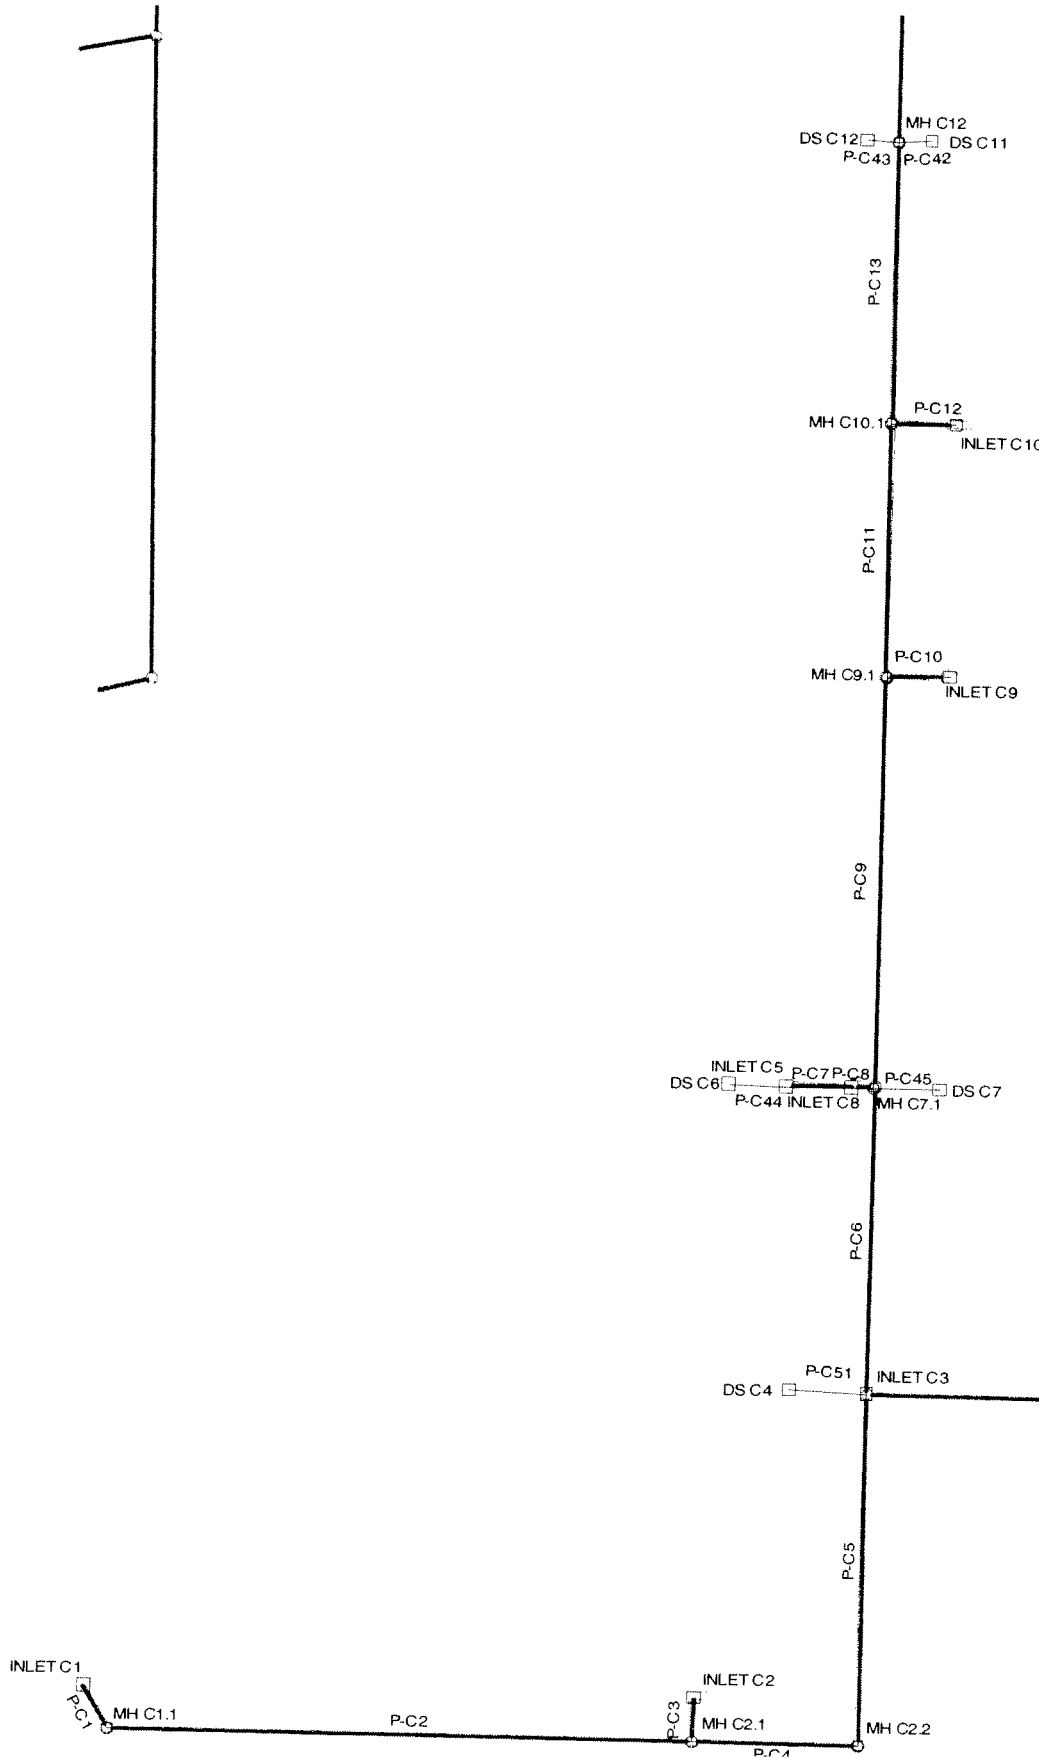 MH C12
DS C12
DS C11
P-C43
P-C42
P-C13
P-C12
MH C10.1
INLET C10
P-C11
P-C10
MH C9.1
INLET C9
P-C9
INLET C5
P-C7
P-C8
P-C45
DS C6
DS C7
P-C44
INLET C8
MH C7.1
P-C6
P-C51
INLET C3
DS C4
P-C5
INLET C1
INLET C2
P-C1
MH C1.1
P-C2
P-C3
MH C2.1
MH C2.2
P-C4